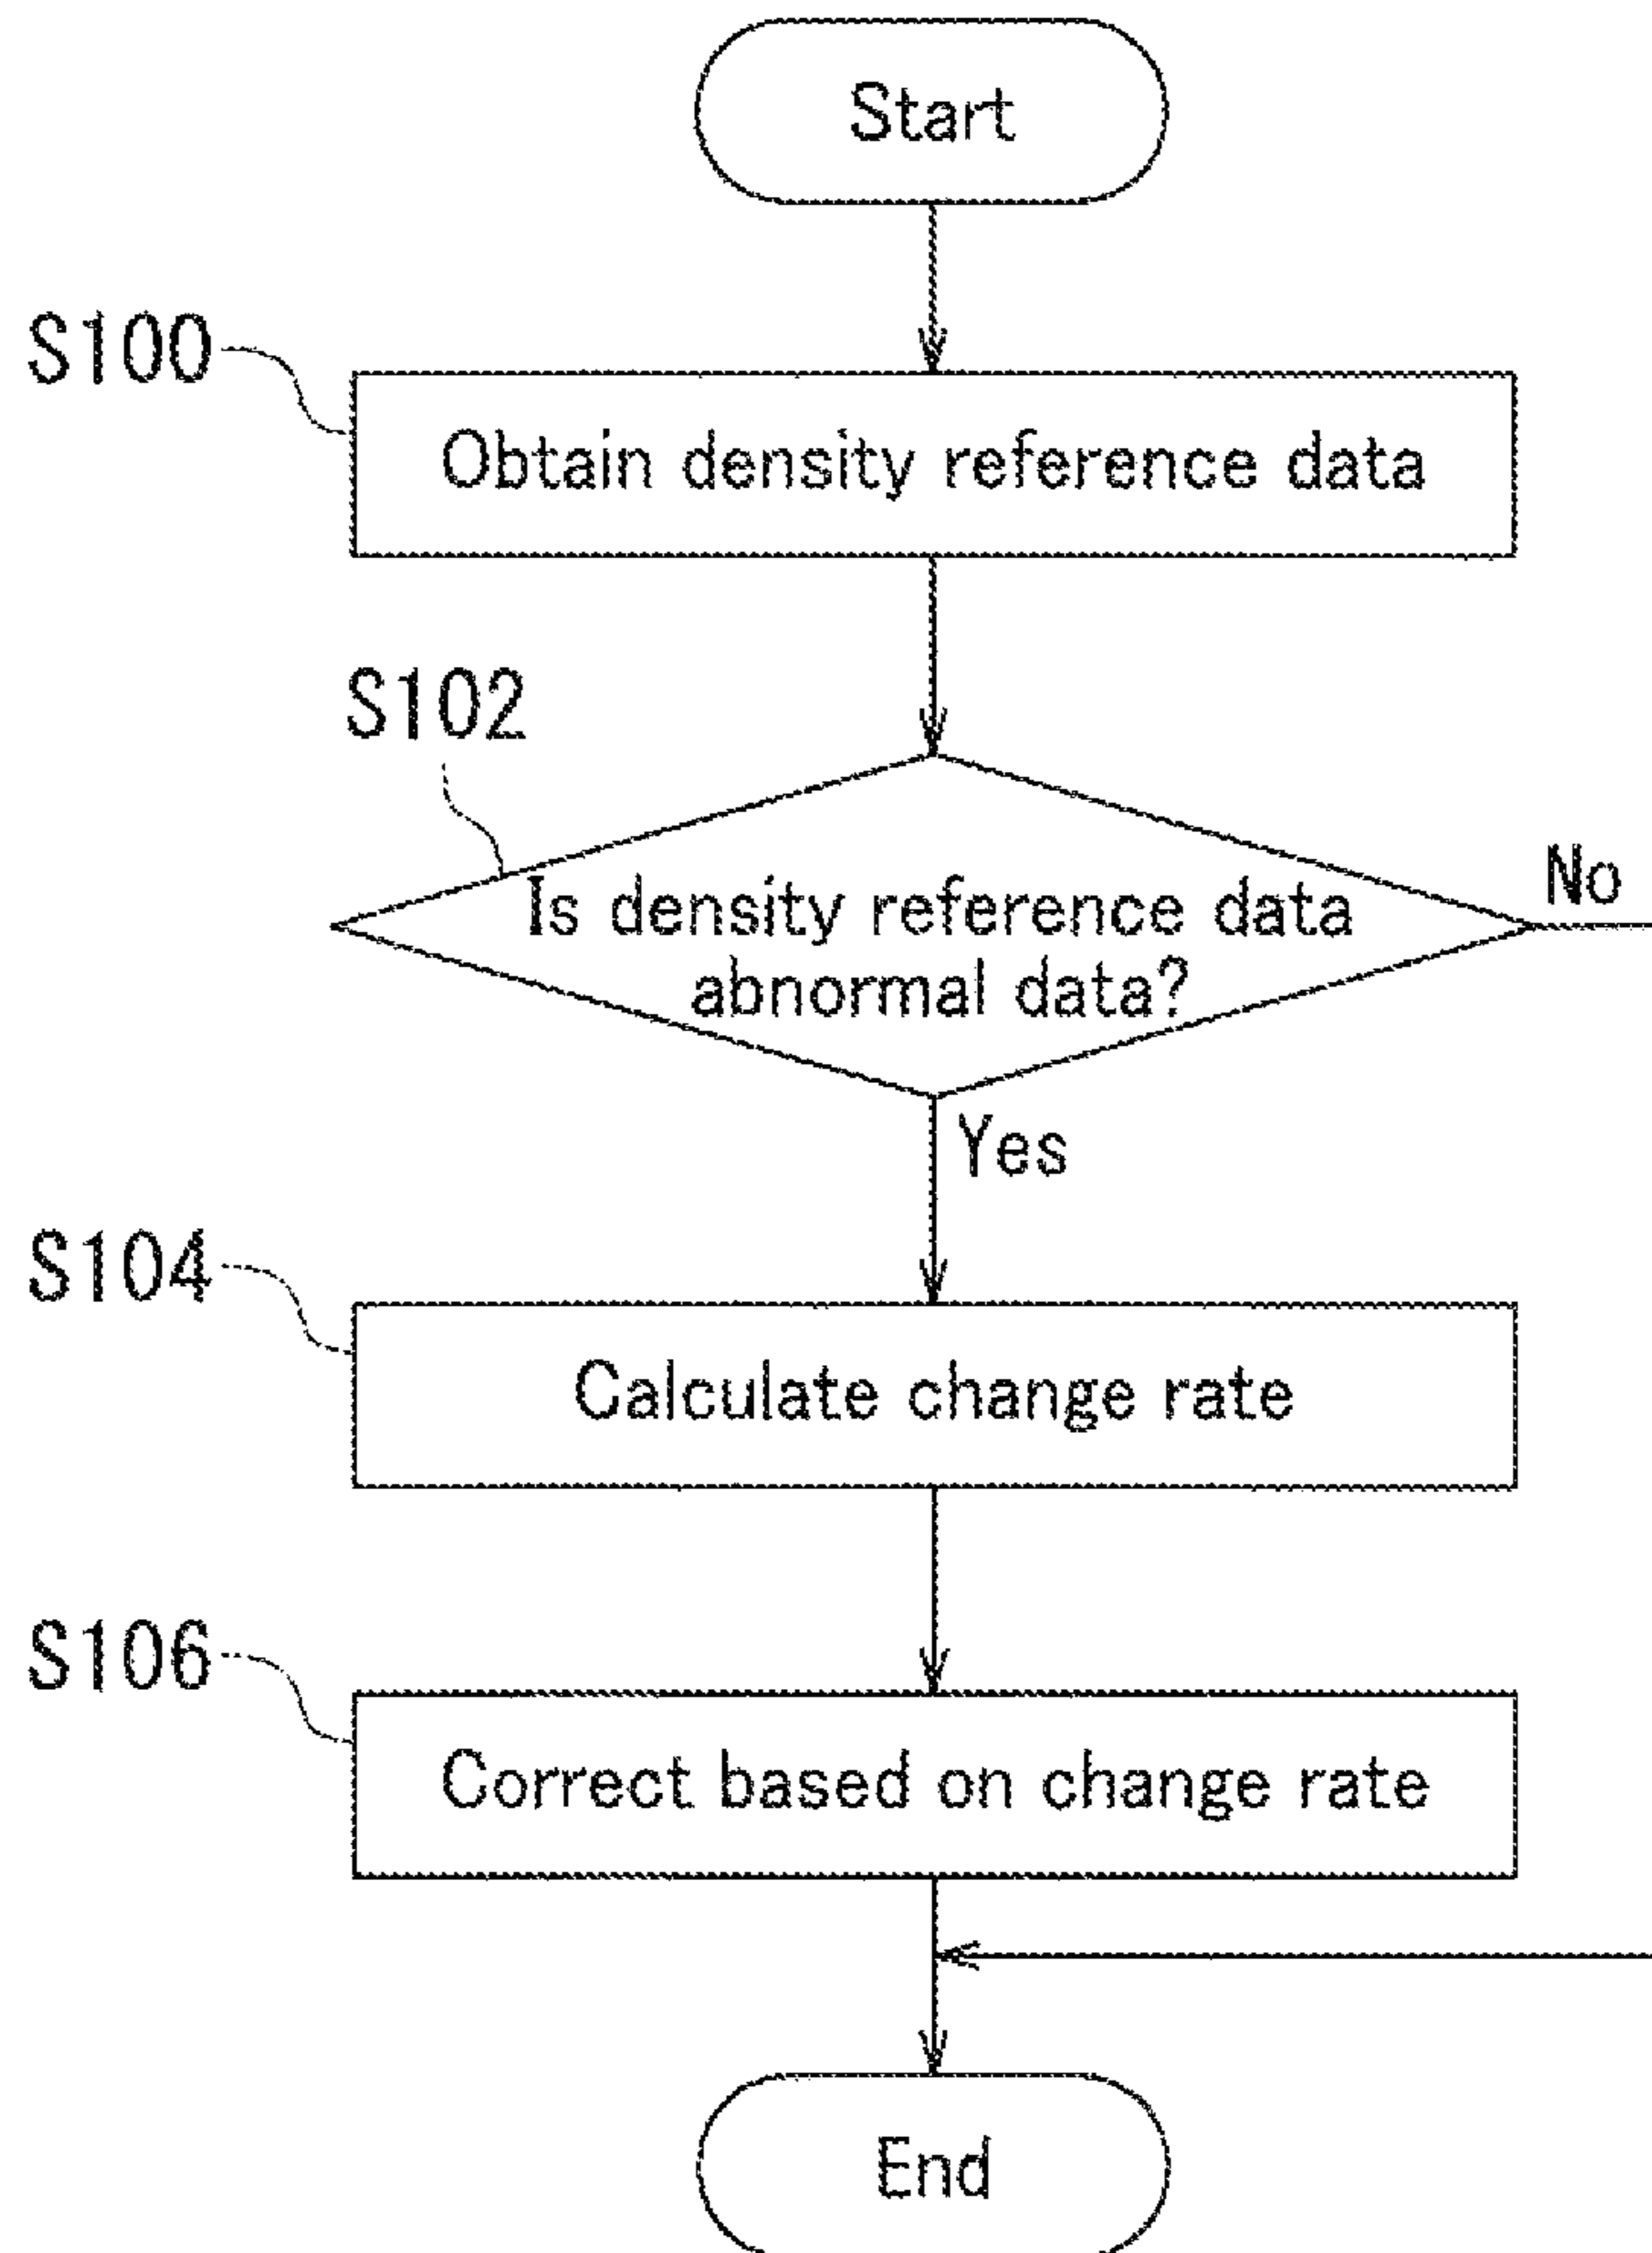 Start
S100
Obtain density reference data
S102
Is density reference data
abnormal data?
No
Yes
S104
Calculate change rate
S106
Correct based on change rate
End